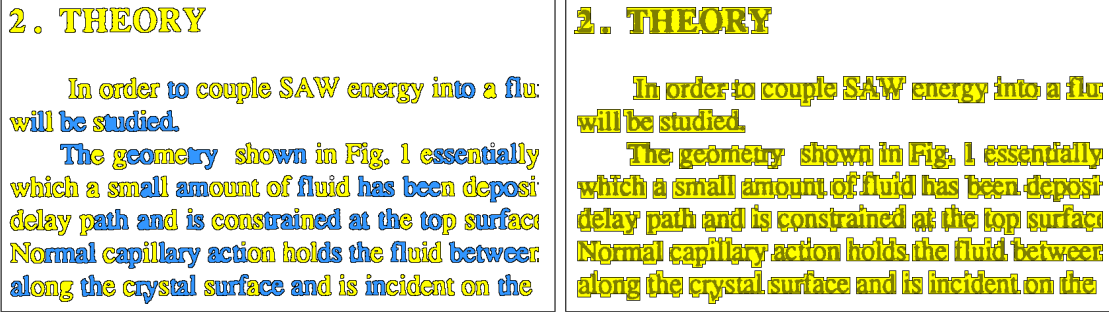 2. THEORY
In order to couple SAW energy into a flu
will be studied.
The geometry shown in Fig. 1 essentially
which a small amount of fluid has been deposi
delay path and is constrained at the top surface
Normal capillary action holds the fluid between
along the crystal surface and is incident on the
2. THEORY
In order to couple SAW energy into a flu
will be studied.
The geometry shown in Fig. 1 essentially
which a small amount of fluid has been deposi
delay path and is constrained at the top surface
Normal capillary action holds the fluid between
along the crystal surface and is incident on the